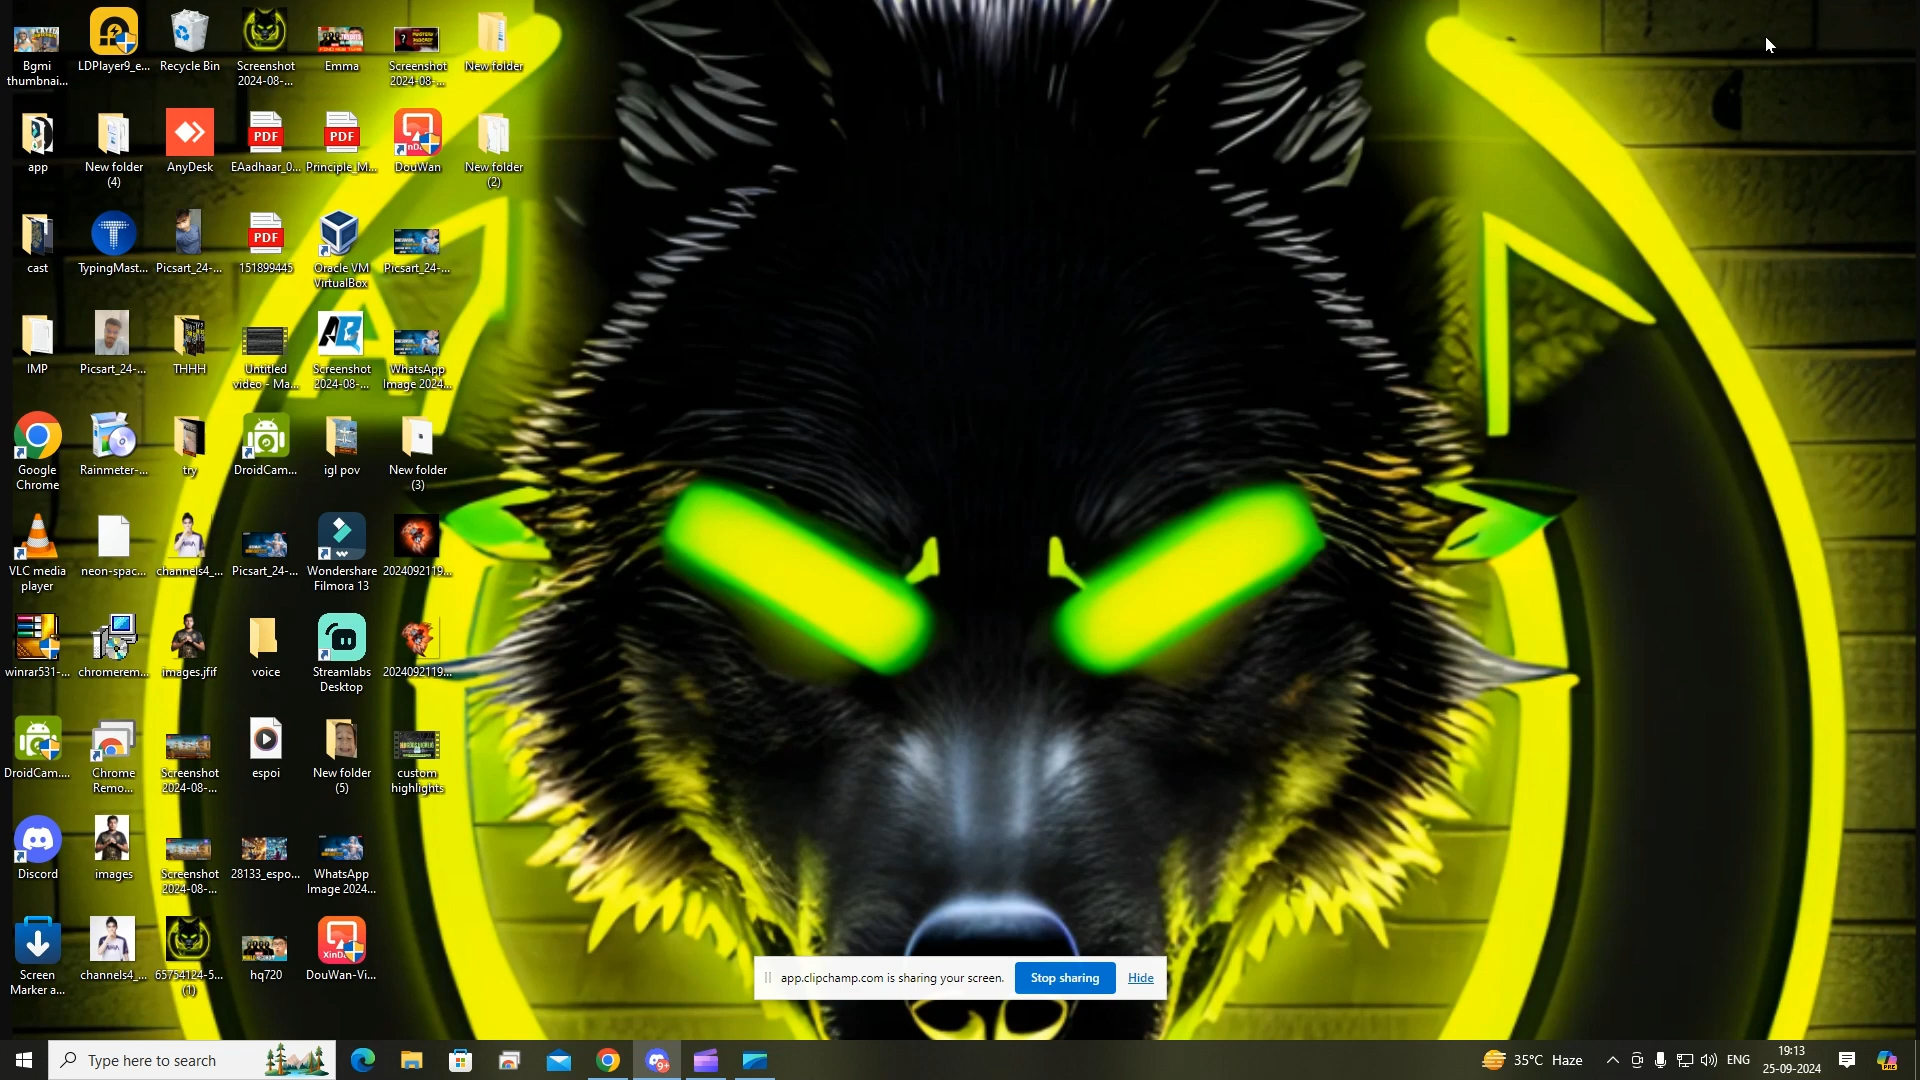 Bgmi
thumbnai...
LDPlayer9_e...
Recycle Bin
Screenshot
2024-08-...
Emma
Screenshot
2024-08-...
New folder
app
New folder
(4)
AnyDesk
PDF
EAadhaar_0...
PDF
Principle_M...
DouWan
New folder
(2)
cast
TypingMast...
Picsart_24-...
PDF
151899445
Oracle VM
VirtualBox
Picsart_24-...
IMP
Picsart_24-...
THHH
Untitled
video - Ma...
Screenshot
2024-08-...
WhatsApp
Image 2024...
Google
Chrome
Rainmeter-...
try
DroidCam...
igl pov
New folder
(3)
VLC media
player
neon-spac...
channels4_...
Picsart_24-...
Wondershare
Filmora 13
2024092119...
winrar531-...
chromerem...
images.jfif
voice
Streamlabs
Desktop
2024092119...
DroidCam....
Chrome
Remo...
Screenshot
2024-08-...
espoi
New folder
(5)
custom
highlights
Discord
images
Screenshot
2024-08-...
28133_espo...
WhatsApp
Image 2024...
Screen
Marker a...
channels4_...
65754124-5...
(1)
hq720
DouWan-Vi...
app.clipchamp.com is sharing your screen.
Stop sharing
Hide
Type here to search
9+
35°C Haze
ENG
19:13
25-09-2024